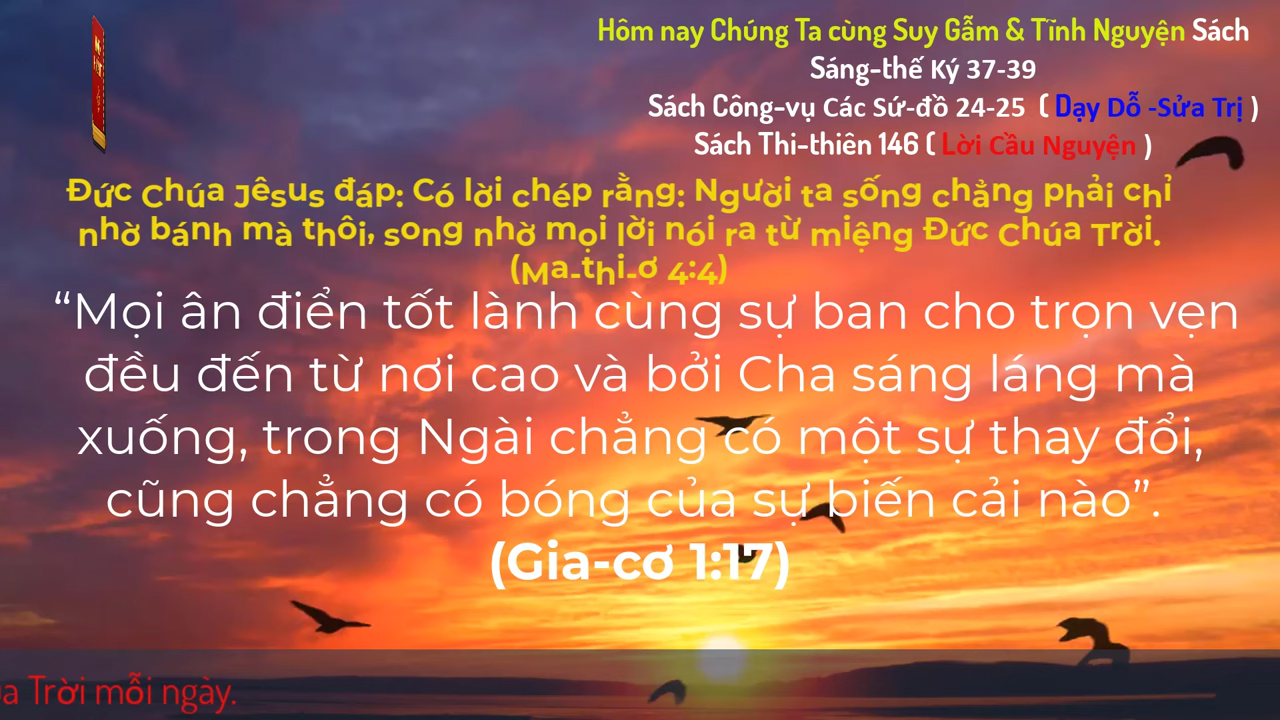 Hôm nay Chúng Ta cùng Suy Gẫm & Tĩnh Nguyện Sách
Sáng-thế Ký 37-39
Sách Công-vụ Các Sứ-đồ 24-25 ( Dạy Dỗ -Sửa Trị )
Sách Thi-thiên 146 ( Lời Cầu Nguyện )
Đức Chúa Jêsus đáp: Có lời chép rằng: Người ta sống chẳng phải chỉ
nhờ bánh mà thôi, song nhờ mọi lời nói ra từ miệng Đức Chúa Trời.
(Ma-thi-ơ 4:4)
“Mọi ân điển tốt lành cùng sự ban cho trọn vẹn
đều đến từ nơi cao và bởi Cha sáng láng mà
xuống, trong Ngài chẳng có một sự thay đổi,
cũng chẳng có bóng của sự biến cải nào”.
(Gia-cơ 1:17)
Trời mỗi ngày.